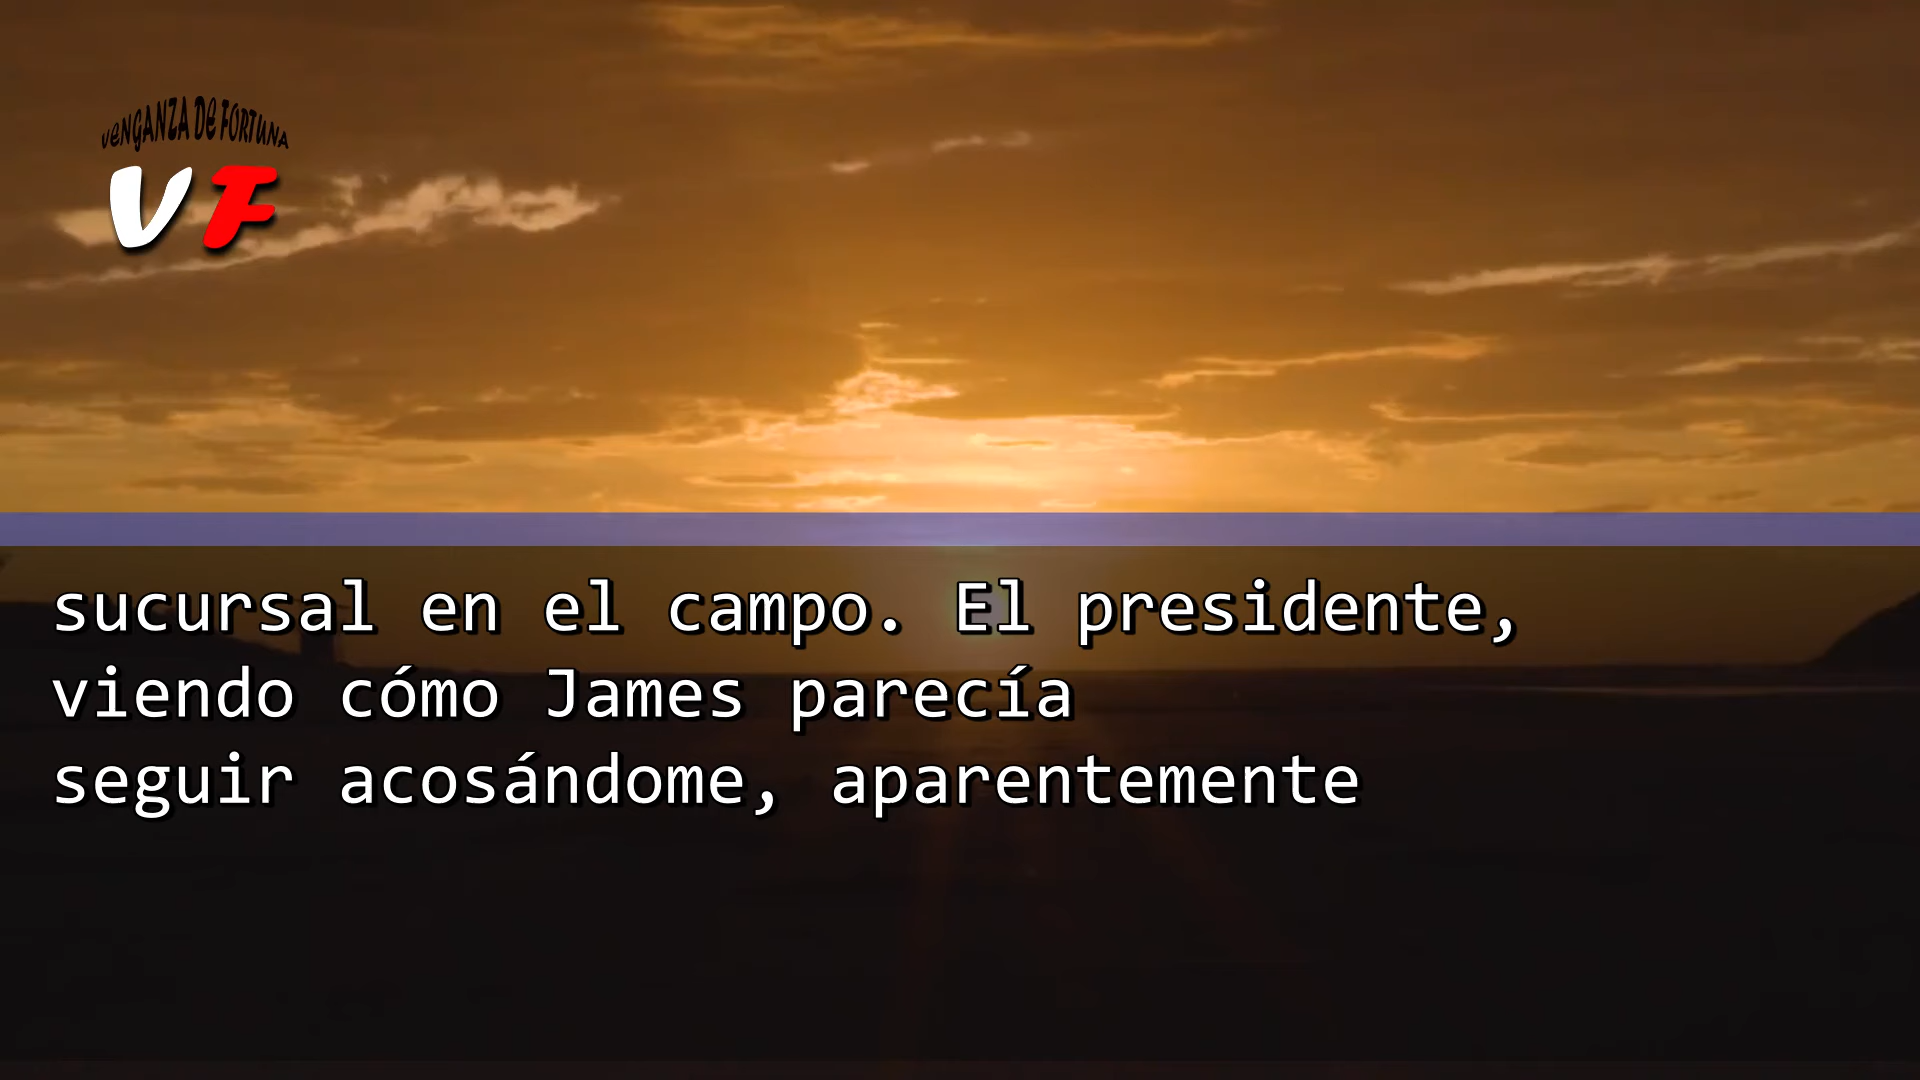 VENGANZA DE FORTUNA
VF
sucursal en el campo. El presidente,
viendo cómo James parecía
seguir acosándome, aparentemente